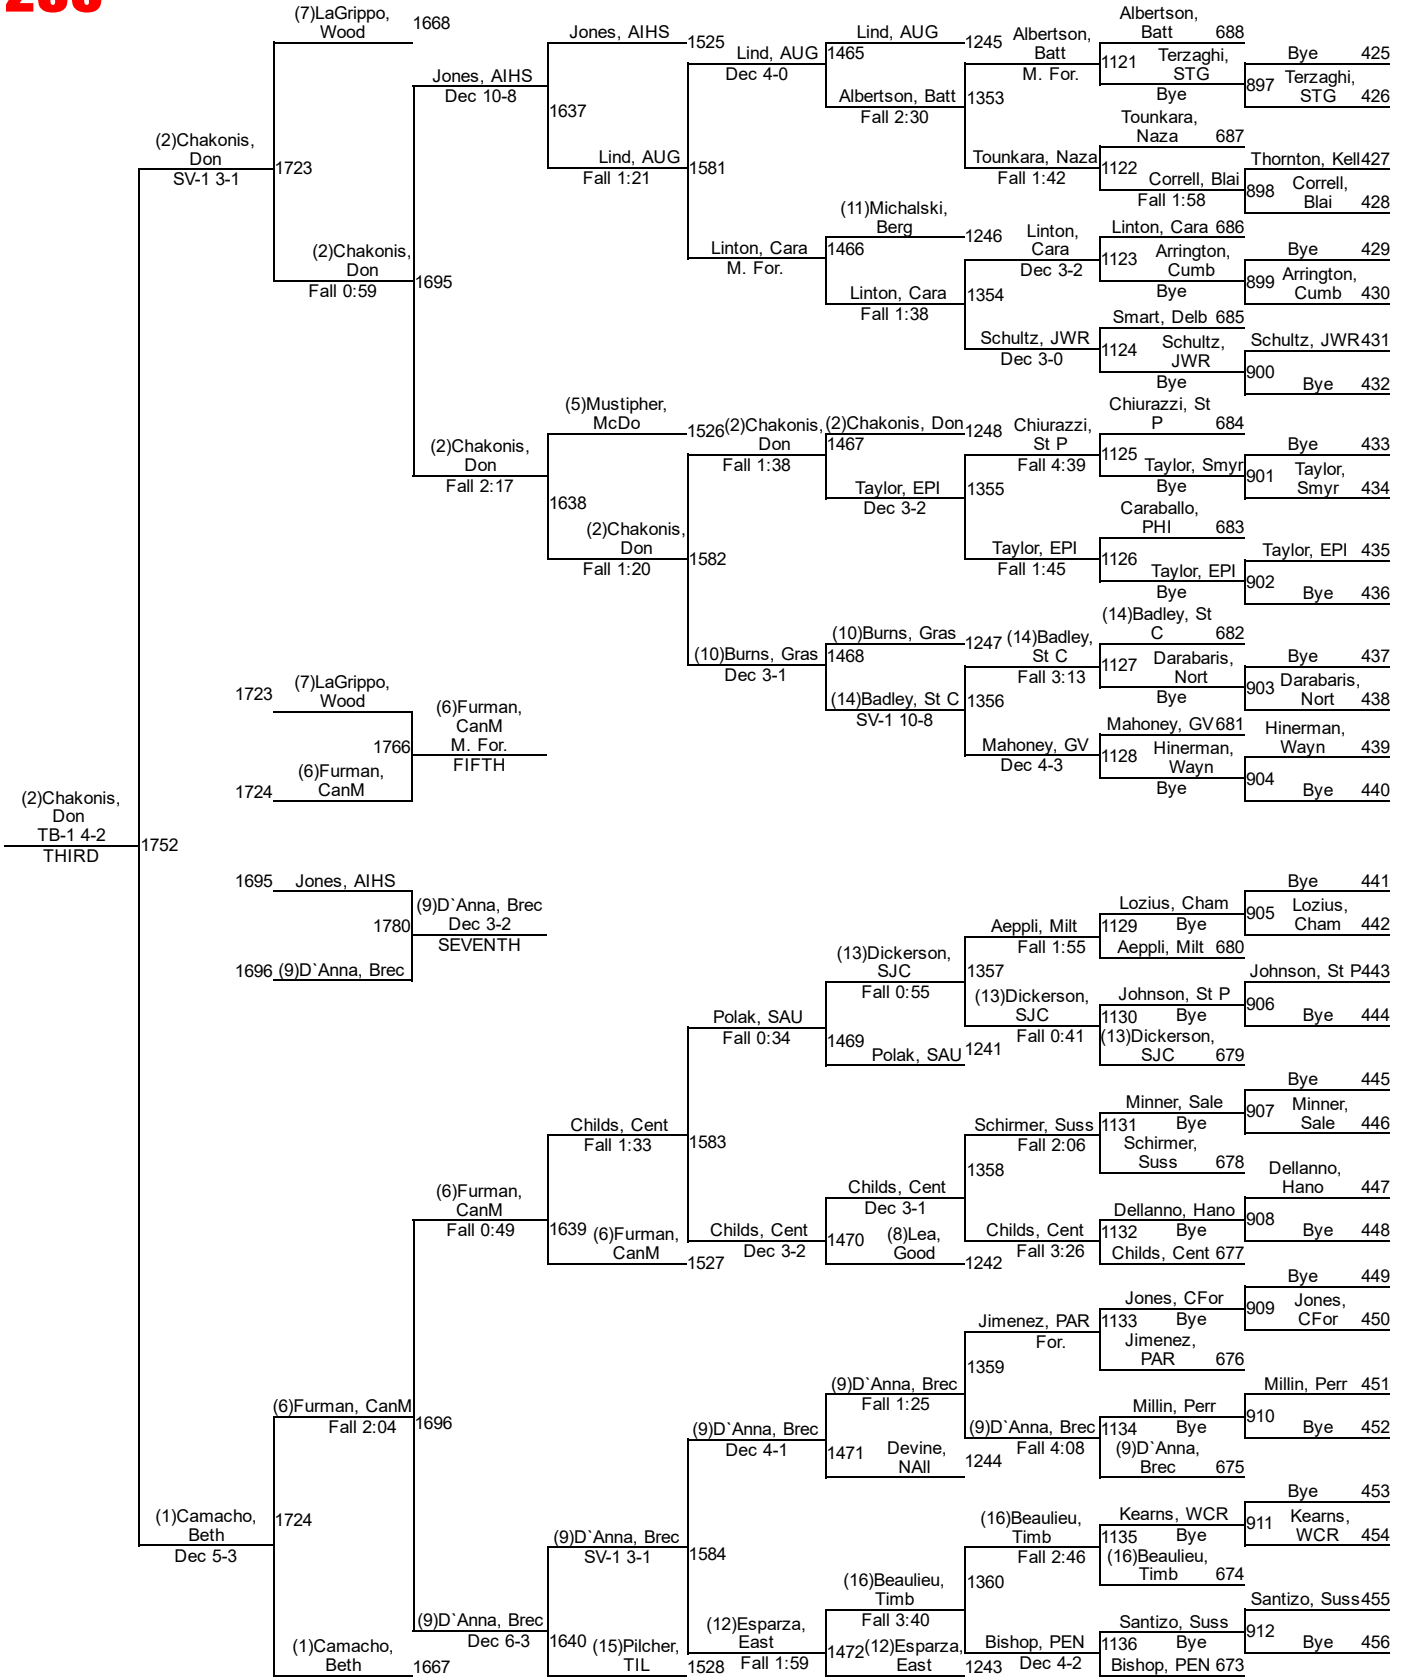 (7)LaGrippo,
Wood
1668
(2)Chakonis,
Don
SV-1 3-1
1723
(2)Chakonis,
Don
Fall 0:59
Jones, AIHS
Dec 10-8
1695
(2)Chakonis,
Don
Fall 2:17
Jones, AIHS
1525
1637
Lind, AUG
Fall 1:21
(5)Mustipher,
McDo
1526
1638
(2)Chakonis,
Don
Fall 1:20
Lind, AUG
Dec 4-0
1581
Linton, Cara
M. For.
(2)Chakonis,
Don
Fall 1:38
1582
(10)Burns, Gras
Dec 3-1
Lind, AUG
1245
1465
Albertson, Batt
Fall 2:30
(11)Michalski,
Berg
1246
1466
Linton, Cara
Fall 1:38
(2)Chakonis, Don
1248
1467
Taylor, EPI
Dec 3-2
(10)Burns, Gras
1247
1468
(14)Badley, St C
SV-1 10-8
Albertson,
Batt
M. For.
1353
Tounkara, Naza
Fall 1:42
Linton,
Cara
Dec 3-2
1354
Schultz, JWR
Dec 3-0
Chiurazzi,
St P
Fall 4:39
1355
Taylor, EPI
Fall 1:45
(14)Badley,
St C
Fall 3:13
1356
Mahoney, GV
Dec 4-3
Albertson,
Batt 688
1121 Terzaghi,
STG
Bye
Tounkara,
Naza 687
1122
Correll, Blai
Fall 1:58
Linton, Cara 686
1123 Arrington,
Cumb
Bye
Smart, Delb 685
1124 Schultz,
JWR
Bye
Chiurazzi, St
P 684
1125
Taylor, Smyr
Bye
Caraballo,
PHI 683
1126
Taylor, EPI
Bye
(14)Badley, St
C 682
1127 Darabaris,
Nort
Bye
Mahoney, GV 681
1128 Hinerman,
Wayn
Bye
Bye 425
897 Terzaghi,
STG 426
Thornton, Kell 427
898 Correll,
Blai 428
Bye 429
899 Arrington,
Cumb 430
Schultz, JWR 431
900
Bye 432
Bye 433
901 Taylor,
Smyr 434
Taylor, EPI 435
902
Bye 436
Bye 437
903 Darabaris,
Nort 438
Hinerman,
Wayn 439
904
Bye 440
1723 (7)LaGrippo,
Wood
1766
1724 (6)Furman,
CanM
(6)Furman,
CanM
M. For.
FIFTH
(2)Chakonis,
Don
TB-1 4-2
THIRD
1752
1695 Jones, AIHS
1780
1696 (9)D`Anna, Brec
(9)D`Anna, Brec
Dec 3-2
SEVENTH
(1)Camacho,
Beth
Dec 5-3
(6)Furman, CanM
Fall 2:04
1724
(1)Camacho,
Beth
1667
(6)Furman,
CanM
Fall 0:49
1696
(9)D`Anna, Brec
Dec 6-3
Childs, Cent
Fall 1:33
1639
(6)Furman,
CanM
1527
(9)D`Anna, Brec
SV-1 3-1
1640
(15)Pilcher,
TIL
1528
Polak, SAU
Fall 0:34
1583
Childs, Cent
Dec 3-2
(9)D`Anna, Brec
Dec 4-1
1584
(12)Esparza,
East
Fall 1:59
(13)Dickerson,
SJC
Fall 0:55
1469
Polak, SAU
1241
Childs, Cent
Dec 3-1
1470 (8)Lea,
Good
1242
(9)D`Anna, Brec
Fall 1:25
1471 Devine,
NAll
1244
(16)Beaulieu,
Timb
Fall 3:40
1472 (12)Esparza,
East
1243
Aeppli, Milt
Fall 1:55
1357
(13)Dickerson,
SJC
Fall 0:41
Schirmer, Suss
Fall 2:06
1358
Childs, Cent
Fall 3:26
Jimenez, PAR
For.
1359
(9)D`Anna, Brec
Fall 4:08
(16)Beaulieu,
Timb
Fall 2:46
1360
Bishop, PEN
Dec 4-2
Lozius, Cham
1129 Bye
Aeppli, Milt 680
Johnson, St P
1130 Bye
(13)Dickerson,
SJC 679
Minner, Sale
1131 Bye
Schirmer,
Suss 678
Dellanno, Hano
1132 Bye
Childs, Cent 677
Jones, CFor
1133 Bye
Jimenez,
PAR 676
Millin, Perr
1134 Bye
(9)D`Anna,
Brec 675
Kearns, WCR
1135 Bye
(16)Beaulieu,
Timb 674
Santizo, Suss
1136 Bye
Bishop, PEN 673
Bye 441
905 Lozius,
Cham 442
Johnson, St P 443
906
Bye 444
Bye 445
907 Minner,
Sale 446
Dellanno,
Hano 447
908
Bye 448
Bye 449
909 Jones,
CFor 450
Millin, Perr 451
910
Bye 452
Bye 453
911 Kearns,
WCR 454
Santizo, Suss 455
912
Bye 456